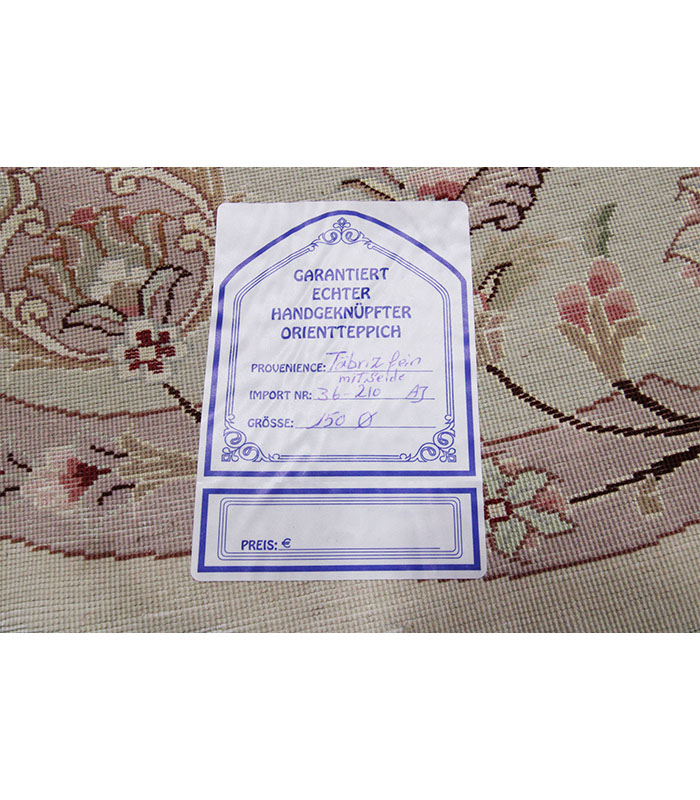 GARANTIERT
ECHTER
HANDGEKNÜPFTER
ORIENTTEPPICH
PROVENIENCE: Täbriz fein
mit Seide
IMPORT NR: 36-210 AJ
GRÖSSE: 150 Ø
PREIS: €